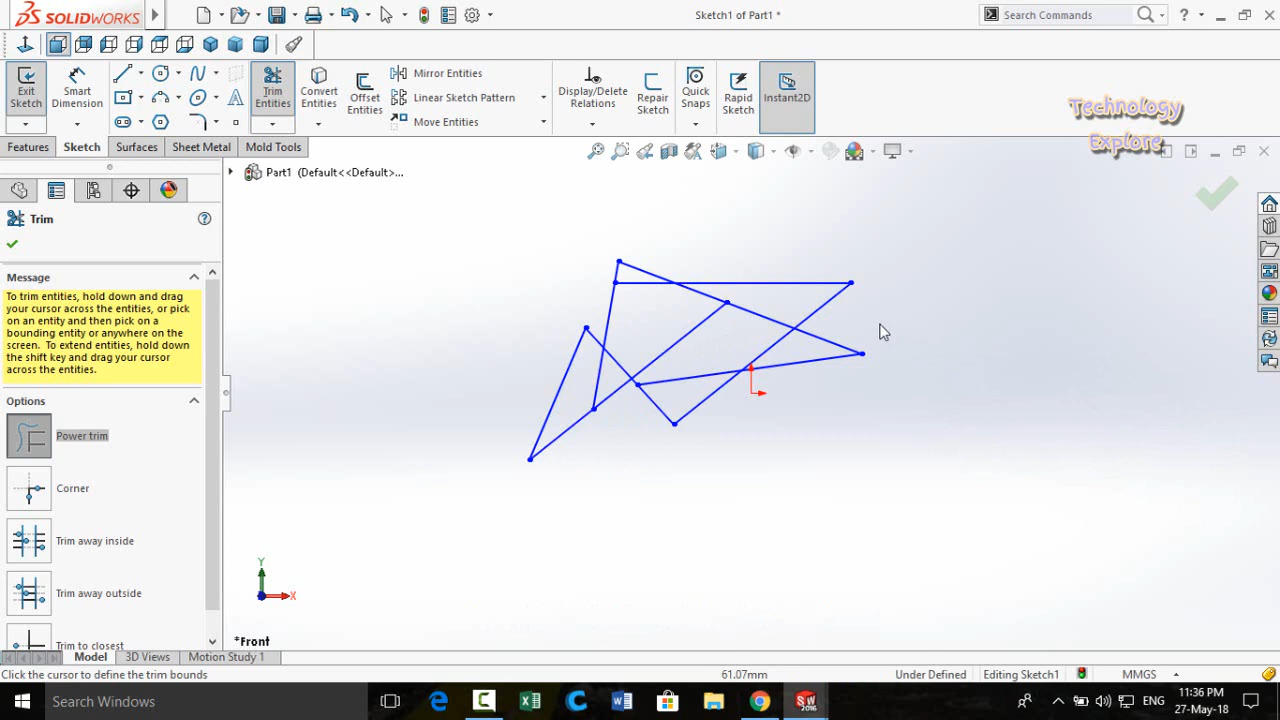 SOLIDWORKS
Sketch1 of Part1 *
Search Commands
Exit Sketch
Smart Dimension
Trim Entities
Convert Entities
Offset Entities
Mirror Entities
Linear Sketch Pattern
Move Entities
Display/Delete Relations
Repair Sketch
Quick Snaps
Rapid Sketch
Instant2D
Technology
Explore
Features
Sketch
Surfaces
Sheet Metal
Mold Tools
Part1 (Default<<Default>...
Trim
Message
To trim entities, hold down and drag
your cursor across the entities, or pick
on an entity and then pick on a
bounding entity or anywhere on the
screen. To extend entities, hold down
the shift key and drag your cursor
across the entities.
Options
Power trim
Corner
Trim away inside
Trim away outside
Trim to closest
Y
X
*Front
Model
3D Views
Motion Study 1
Click the cursor to define the trim bounds
61.07mm
Under Defined
Editing Sketch1
MMGS
Search Windows
SW
2016
ENG
11:36 PM
27-May-18